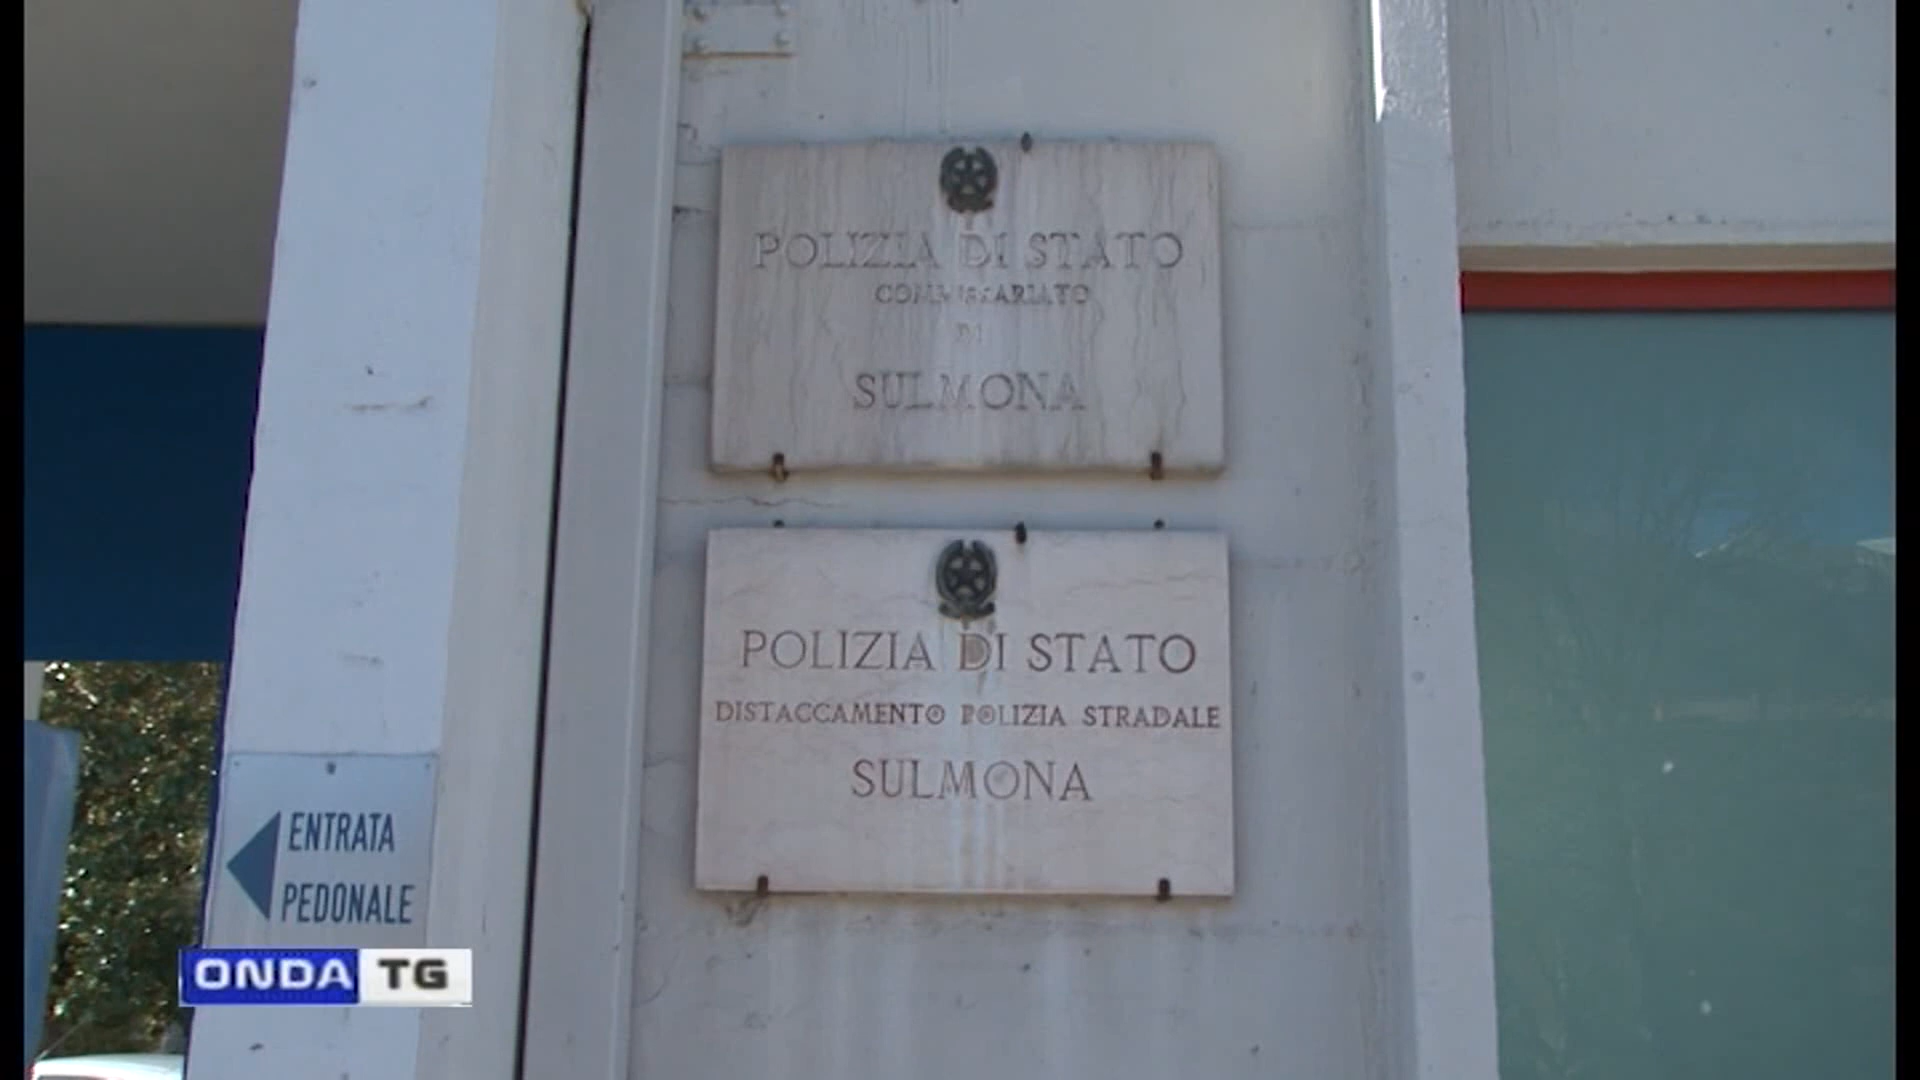 POLIZIA DI STATO
COMMISSARIATO
DI
SULMONA
POLIZIA DI STATO
DISTACCAMENTO POLIZIA STRADALE
SULMONA
ENTRATA
PEDONALE
ONDA TG